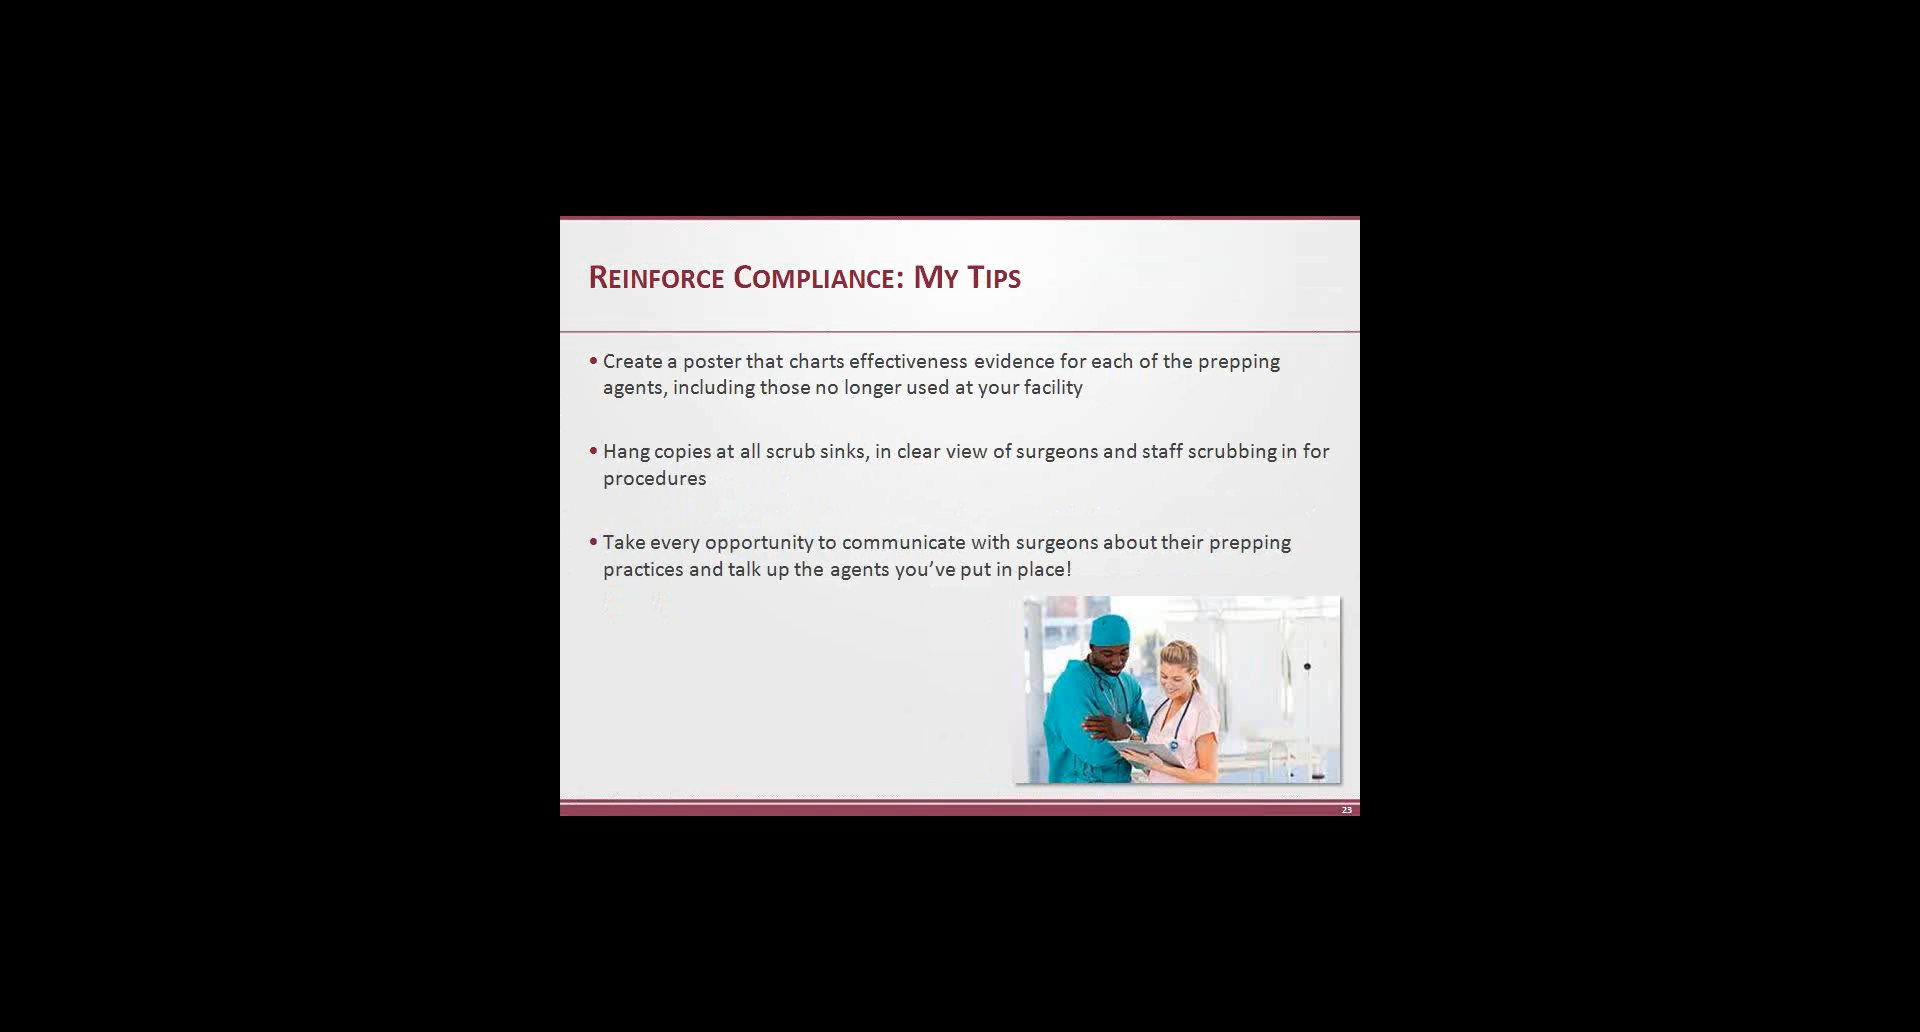 Reinforce Compliance: My Tips
• Create a poster that charts effectiveness evidence for each of the prepping
agents, including those no longer used at your facility
• Hang copies at all scrub sinks, in clear view of surgeons and staff scrubbing in for
procedures
• Take every opportunity to communicate with surgeons about their prepping
practices and talk up the agents you’ve put in place!
23